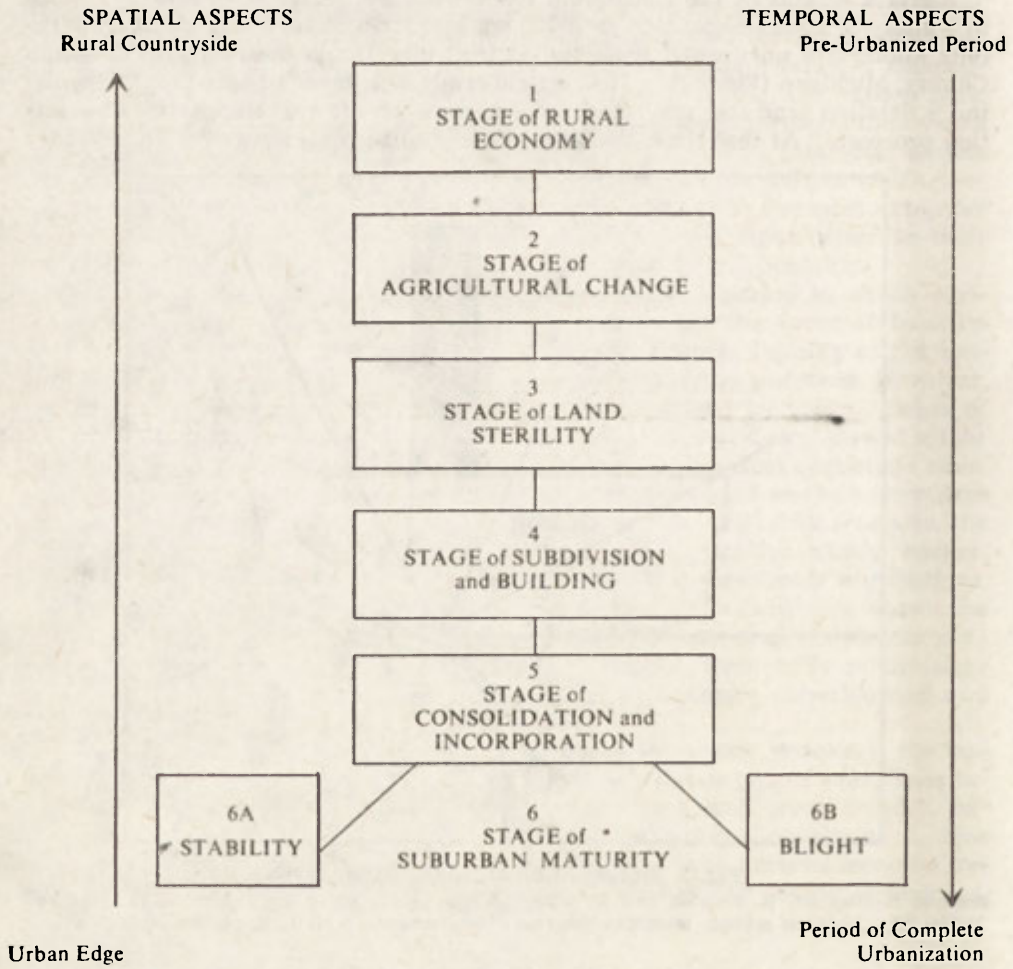 SPATIAL ASPECTS
Rural Countryside
TEMPORAL ASPECTS
Pre-Urbanized Period
1
STAGE of RURAL
ECONOMY
2
STAGE of
AGRICULTURAL CHANGE
3
STAGE of LAND
STERILITY
4
STAGE of SUBDIVISION
and BUILDING
5
STAGE of
CONSOLIDATION and
INCORPORATION
6A
STABILITY
6
STAGE of
SUBURBAN MATURITY
6B
BLIGHT
Urban Edge
Period of Complete
Urbanization